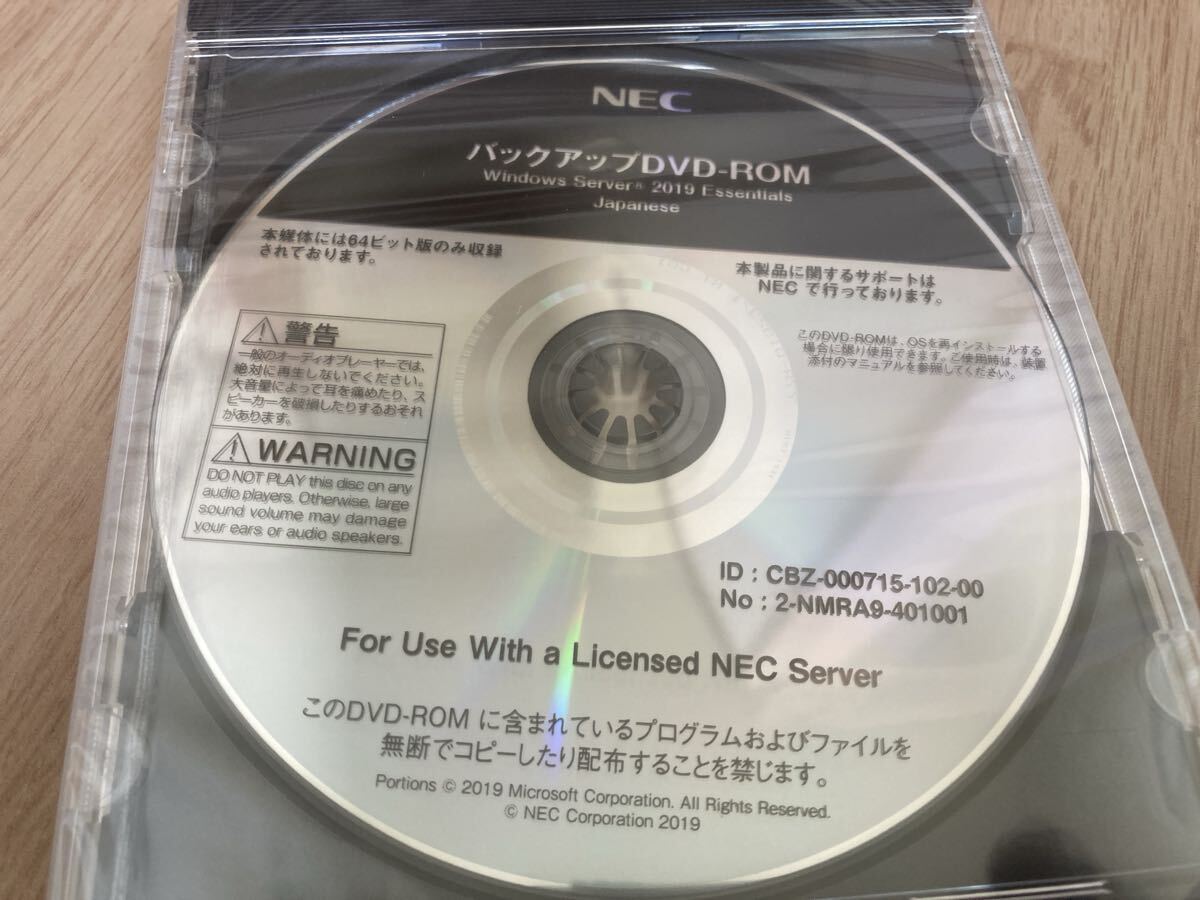 NEC
バックアップDVD-ROM
Windows Server® 2019 Essentials
Japanese
本媒体には64ビット版のみ収録
されております。
本製品に関するサポートは
NEC で行っております。
このDVD-ROMは、OSを再インストールする
場合に限り使用できます。ご使用時は、装置
添付のマニュアルを参照してください。
警告
一般のオーディオプレーヤーでは、
絶対に再生しないでください。
大音量によって耳を痛めたり、ス
ピーカーを破損したりするおそれ
があります。
WARNING
DO NOT PLAY this disc on any
audio players. Otherwise, large
sound volume may damage
your ears or audio speakers.
ID : CBZ-000715-102-00
No : 2-NMRA9-401001
For Use With a Licensed NEC Server
このDVD-ROM に含まれているプログラムおよびファイルを
無断でコピーしたり配布することを禁じます。
Portions © 2019 Microsoft Corporation. All Rights Reserved.
© NEC Corporation 2019